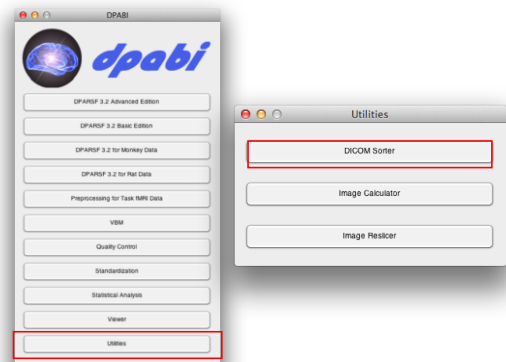 DPABI
dpabi
DPARSF 3.2 Advanced Edition
DPARSF 3.2 Basic Edition
DPARSF 3.2 for Monkey Data
DPARSF 3.2 for Rat Data
Preprocessing for Task fMRI Data
VBM
Quality Control
Standardization
Statistical Analysis
Viewer
Utilities
Utilities
DICOM Sorter
Image Calculator
Image Reslicer